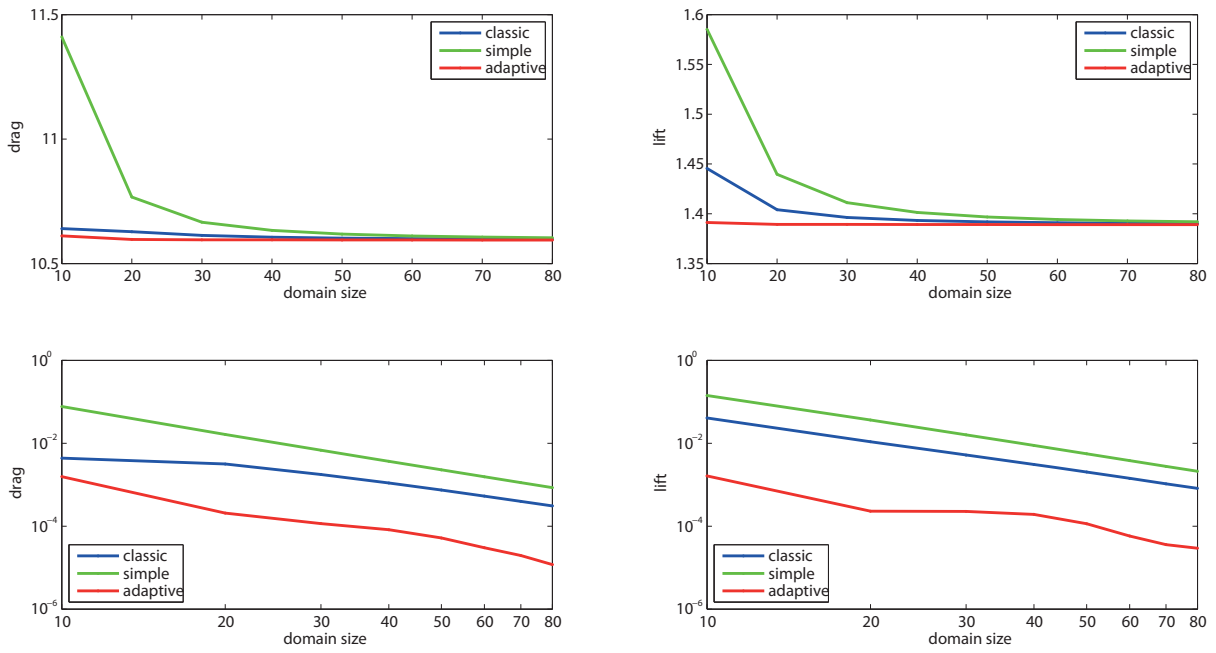 11.5
11
10.5
drag
classic
simple
adaptive
10 20 30 40 50 60 70 80
domain size
1.6
1.55
1.5
1.45
1.4
1.35
lift
classic
simple
adaptive
10 20 30 40 50 60 70 80
domain size
10⁰
10⁻²
10⁻⁴
10⁻⁶
drag
classic
simple
adaptive
10 20 30 40 50 60 70 80
domain size
10⁰
10⁻²
10⁻⁴
10⁻⁶
lift
classic
simple
adaptive
10 20 30 40 50 60 70 80
domain size